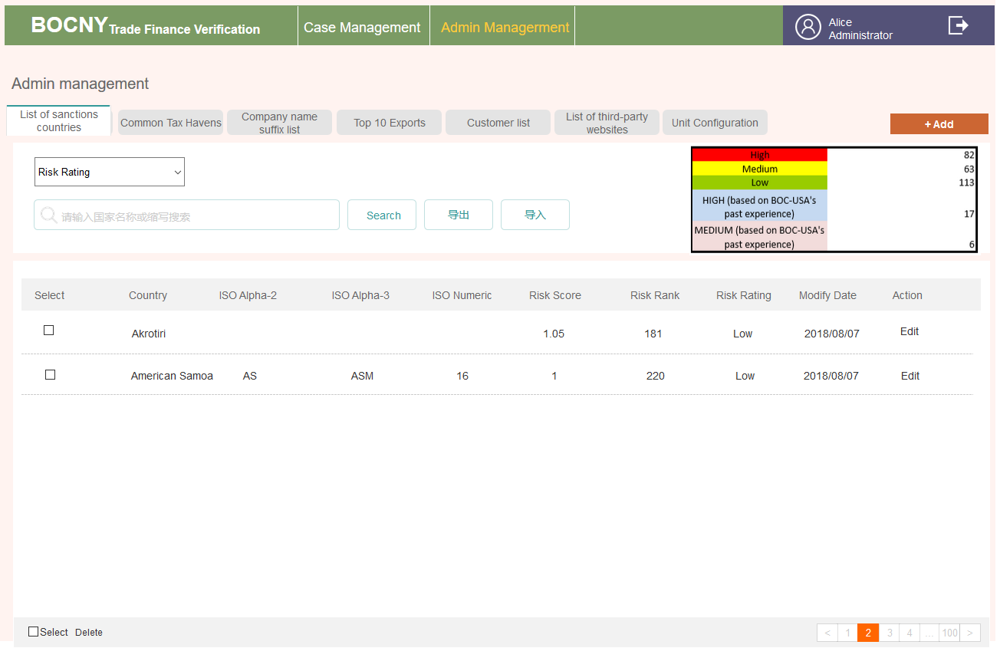 BOCNY Trade Finance Verification
Case Management
Admin Managerment
Alice
Administrator
Admin management
List of sanctions
countries
Common Tax Havens
Company name
suffix list
Top 10 Exports
Customer list
List of third-party
websites
Unit Configuration
+ Add
Risk Rating
请输入国家名称或缩写搜索
Search
导出
导入
High 82
Medium 63
Low 113
HIGH (based on BOC-USA's
past experience) 17
MEDIUM (based on BOC-USA's
past experience) 6
Select Country ISO Alpha-2 ISO Alpha-3 ISO Numeric Risk Score Risk Rank Risk Rating Modify Date Action
Akrotiri 1.05 181 Low 2018/08/07 Edit
American Samoa AS ASM 16 1 220 Low 2018/08/07 Edit
Select Delete
< 1 2 3 4 ... 100 >